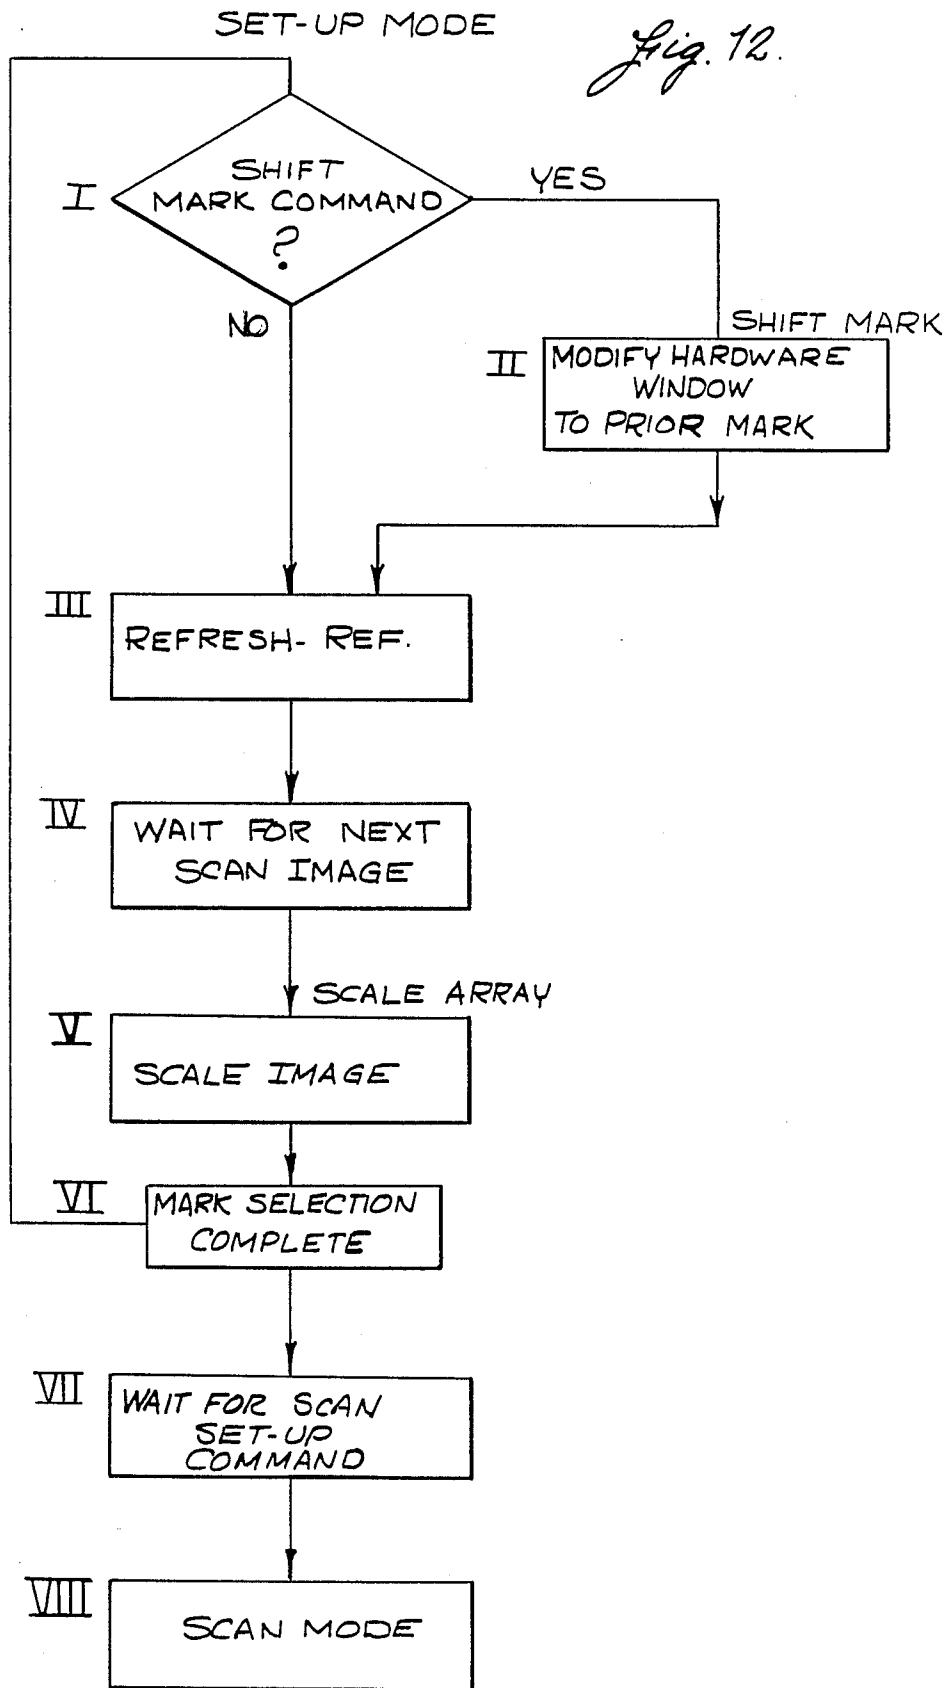 SET-UP MODE
Fig. 12.
I
SHIFT
MARK COMMAND
?
YES
NO
SHIFT MARK
II
MODIFY HARDWARE
WINDOW
TO PRIOR MARK
III
REFRESH- REF.
IV
WAIT FOR NEXT
SCAN IMAGE
SCALE ARRAY
V
SCALE IMAGE
VI
MARK SELECTION
COMPLETE
VII
WAIT FOR SCAN
SET-UP
COMMAND
VIII
SCAN MODE